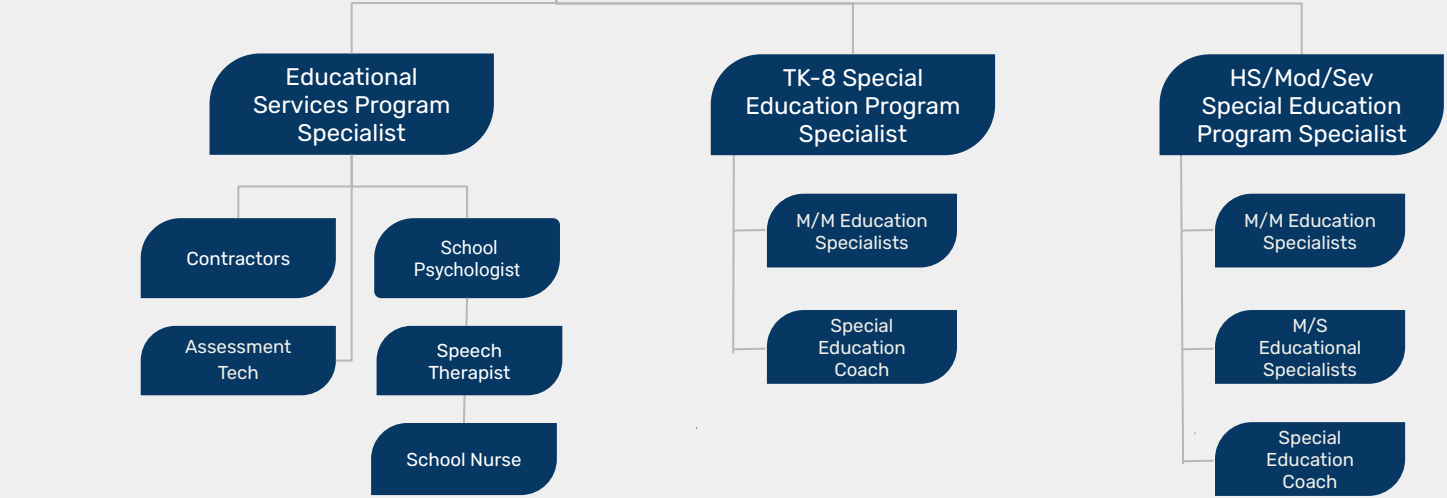 Educational
Services Program
Specialist
TK-8 Special
Education Program
Specialist
HS/Mod/Sev
Special Education
Program Specialist
Contractors
School
Psychologist
Assessment
Tech
Speech
Therapist
School Nurse
M/M Education
Specialists
Special
Education
Coach
M/M Education
Specialists
M/S
Educational
Specialists
Special
Education
Coach